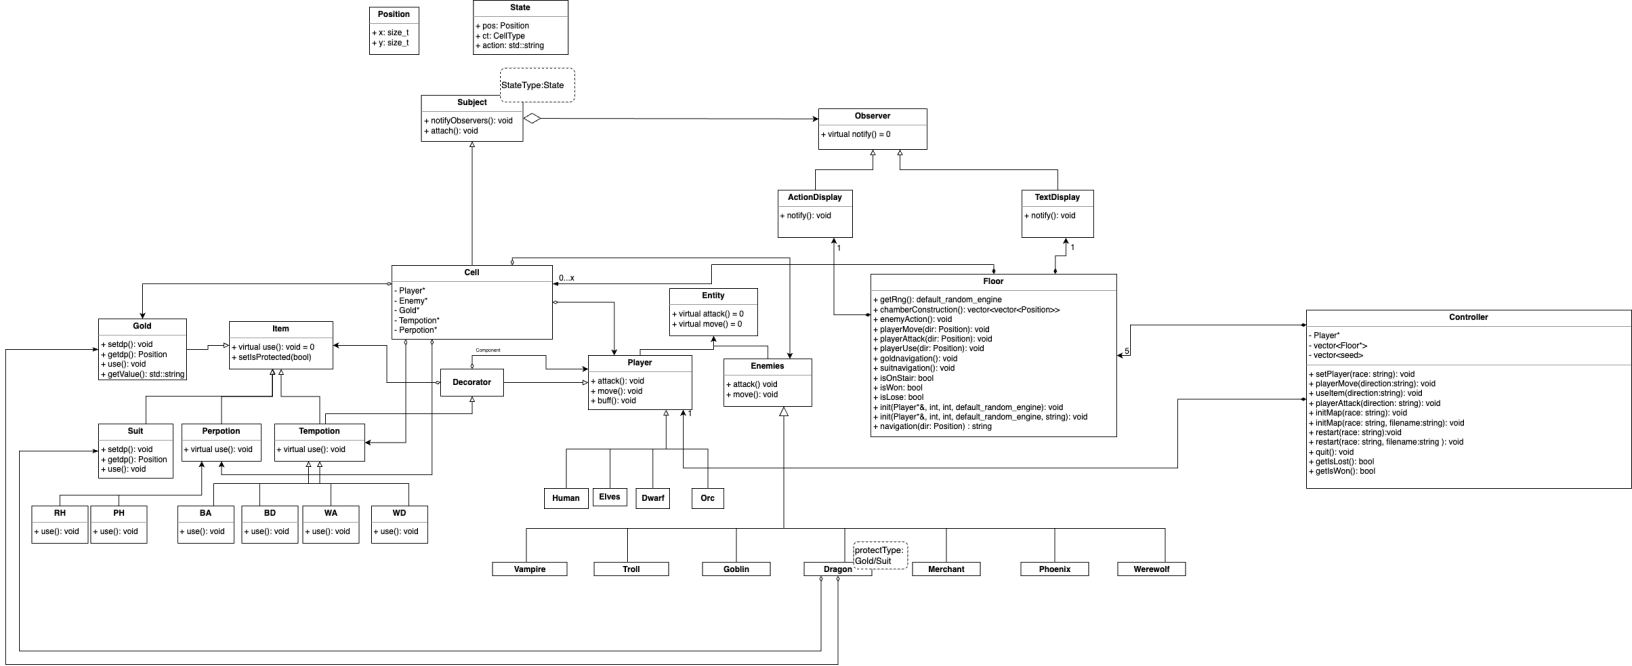 Position
+ x: size_t
+ y: size_t
State
+ pos: Position
+ ct: CellType
+ action: std::string
StateType:State
Subject
+ notifyObservers(): void
+ attach(): void
Observer
+ virtual notify() = 0
ActionDisplay
+ notify(): void
TextDisplay
+ notify(): void
1
1
Cell
- Player*
- Enemy*
- Gold*
- Tempotion*
- Perpotion*
0...x
Entity
+ virtual attack() = 0
+ virtual move() = 0
Floor
+ getRng(): default_random_engine
+ chamberConstruction(): vector<vector<Position>>
+ enemyAction(): void
+ playerMove(dir: Position): void
+ playerAttack(dir: Position): void
+ playerUse(dir: Position): void
+ goldnavigation(): void
+ suitnavigation(): void
+ isOnStair: bool
+ isWon: bool
+ isLose: bool
+ init(Player*&, int, int, default_random_engine): void
+ init(Player*&, int, int, default_random_engine, string): void
+ navigation(dir: Position) : string
5
Controller
- Player*
- vector<Floor*>
- vector<seed>
+ setPlayer(race: string): void
+ playerMove(direction:string): void
+ useItem(direction:string): void
+ playerAttack(direction: string): void
+ initMap(race: string): void
+ initMap(race: string, filename:string): void
+ restart(race: string):void
+ restart(race: string, filename:string ): void
+ quit(): void
+ getIsLost(): bool
+ getIsWon(): bool
Gold
+ setdp(): void
+ getdp(): Position
+ use(): void
+ getValue(): std::string
Item
+ virtual use(): void = 0
+ setIsProtected(bool)
Component
Decorator
Player
+ attack(): void
+ move(): void
+ buff(): void
1
Enemies
+ attack() void
+ move(): void
Suit
+ setdp(): void
+ getdp(): Position
+ use(): void
Perpotion
+ virtual use(): void
Tempotion
+ virtual use(): void
RH
+ use(): void
PH
+ use(): void
BA
+ use(): void
BD
+ use(): void
WA
+ use(): void
WD
+ use(): void
Human
Elves
Dwarf
Orc
Vampire
Troll
Goblin
Dragon
protectType:
Gold/Suit
Merchant
Phoenix
Werewolf